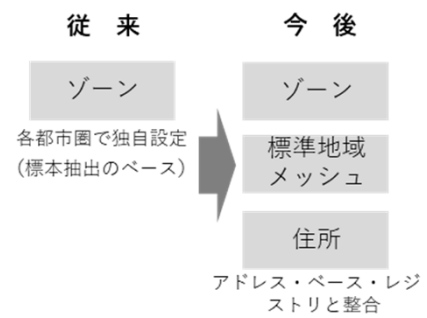 従 来
ゾーン
各都市圏で独自設定
(標本抽出のベース)
今 後
ゾーン
標準地域
メッシュ
住所
アドレス・ベース・レジ
ストリと整合